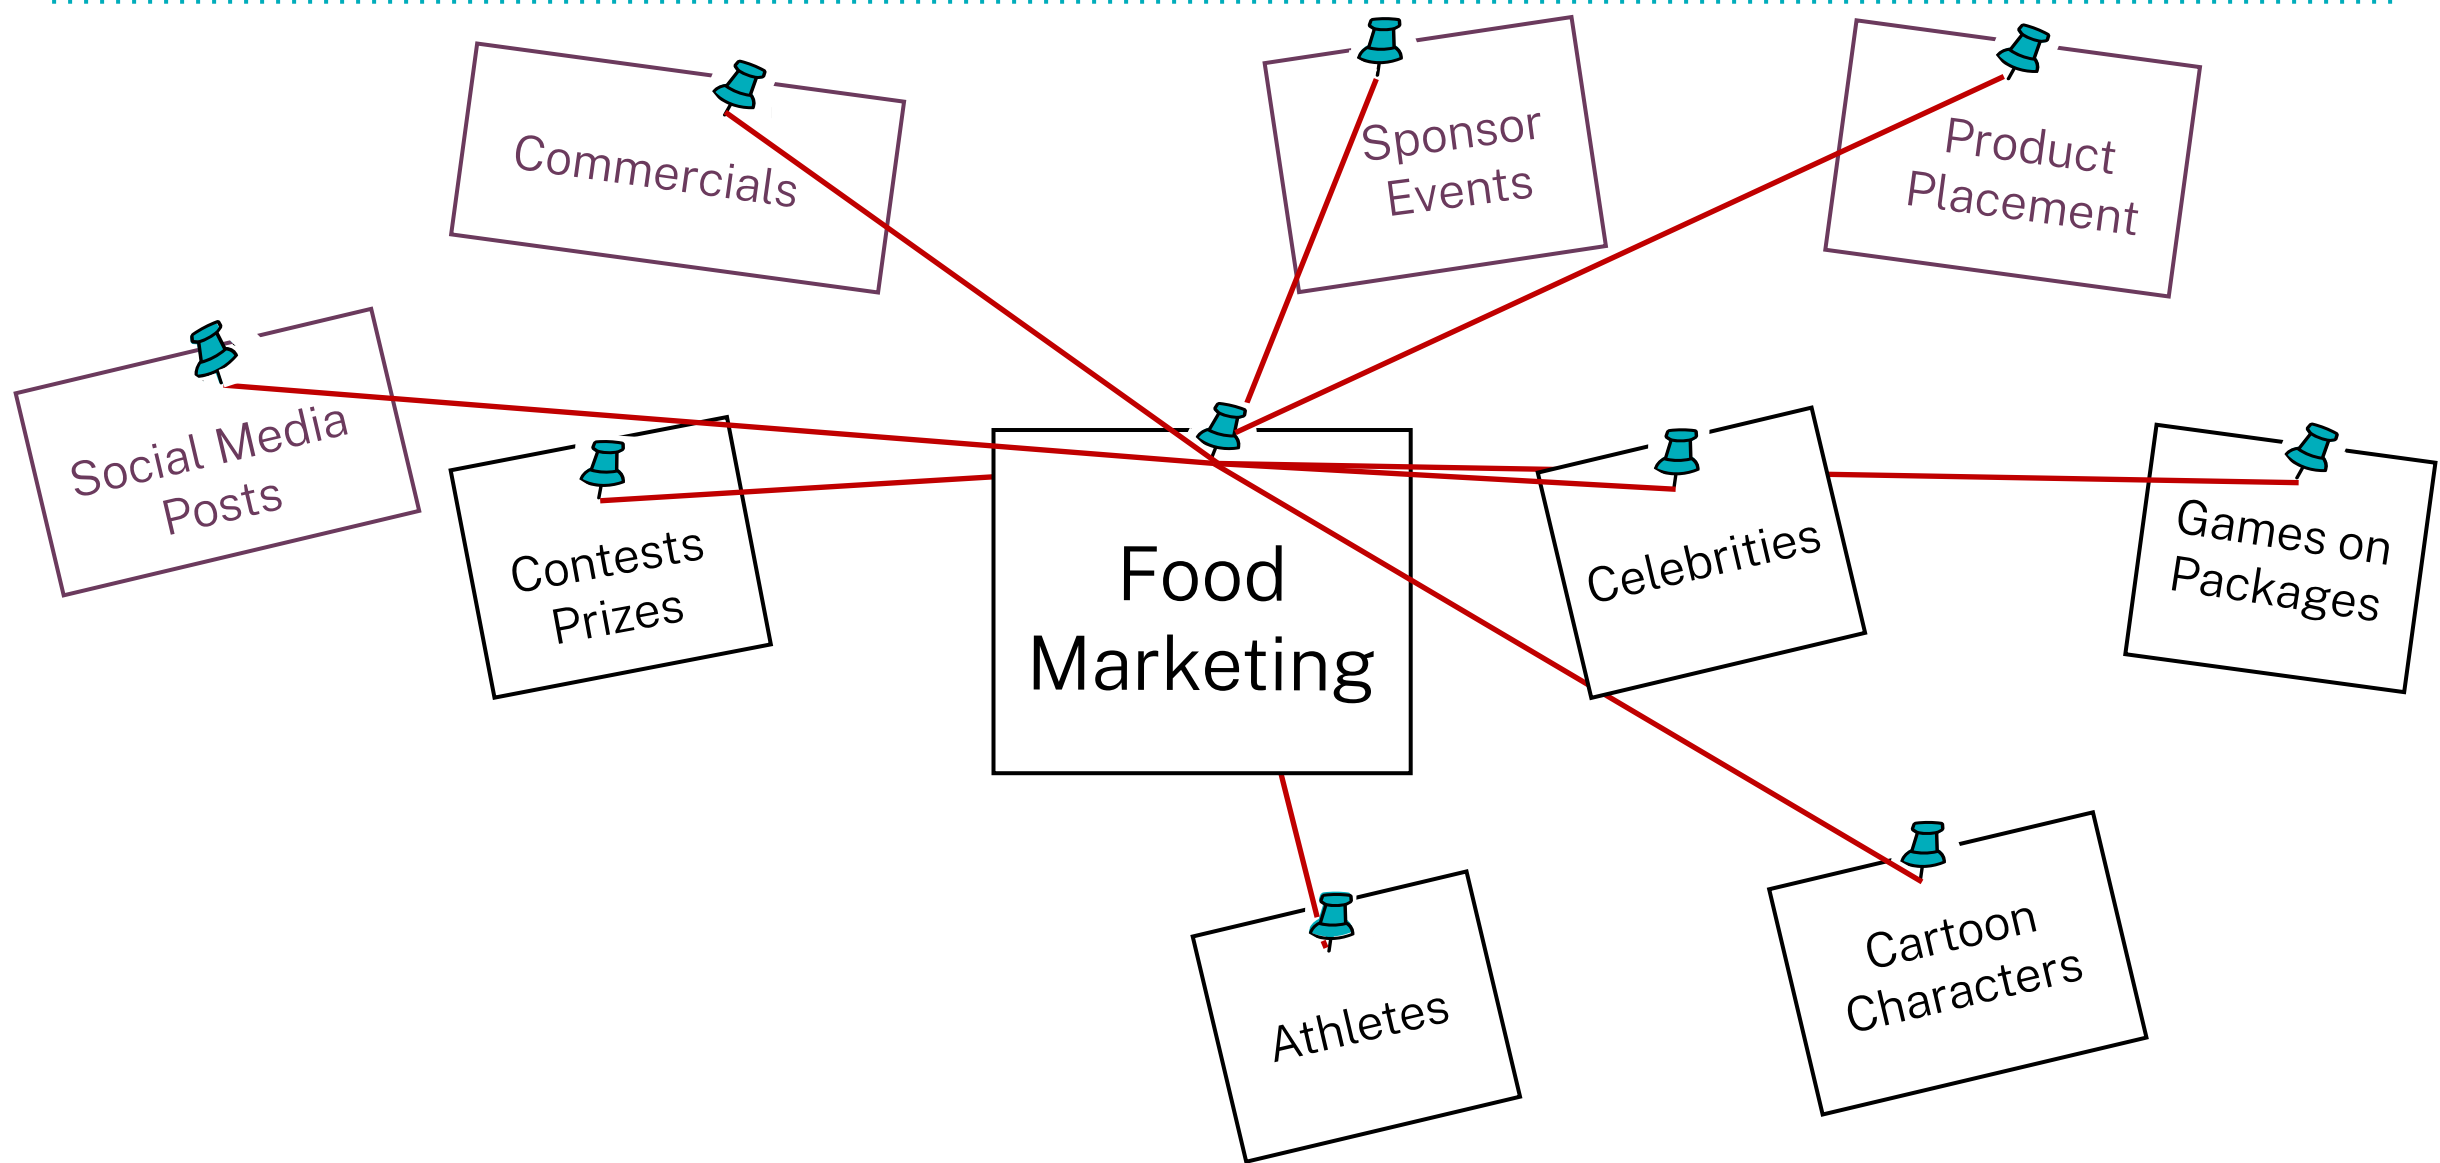 Commercials
Sponsor
Events
Product
Placement
Social Media
Posts
Contests
Prizes
Food
Marketing
Celebrities
Games on
Packages
Athletes
Cartoon
Characters